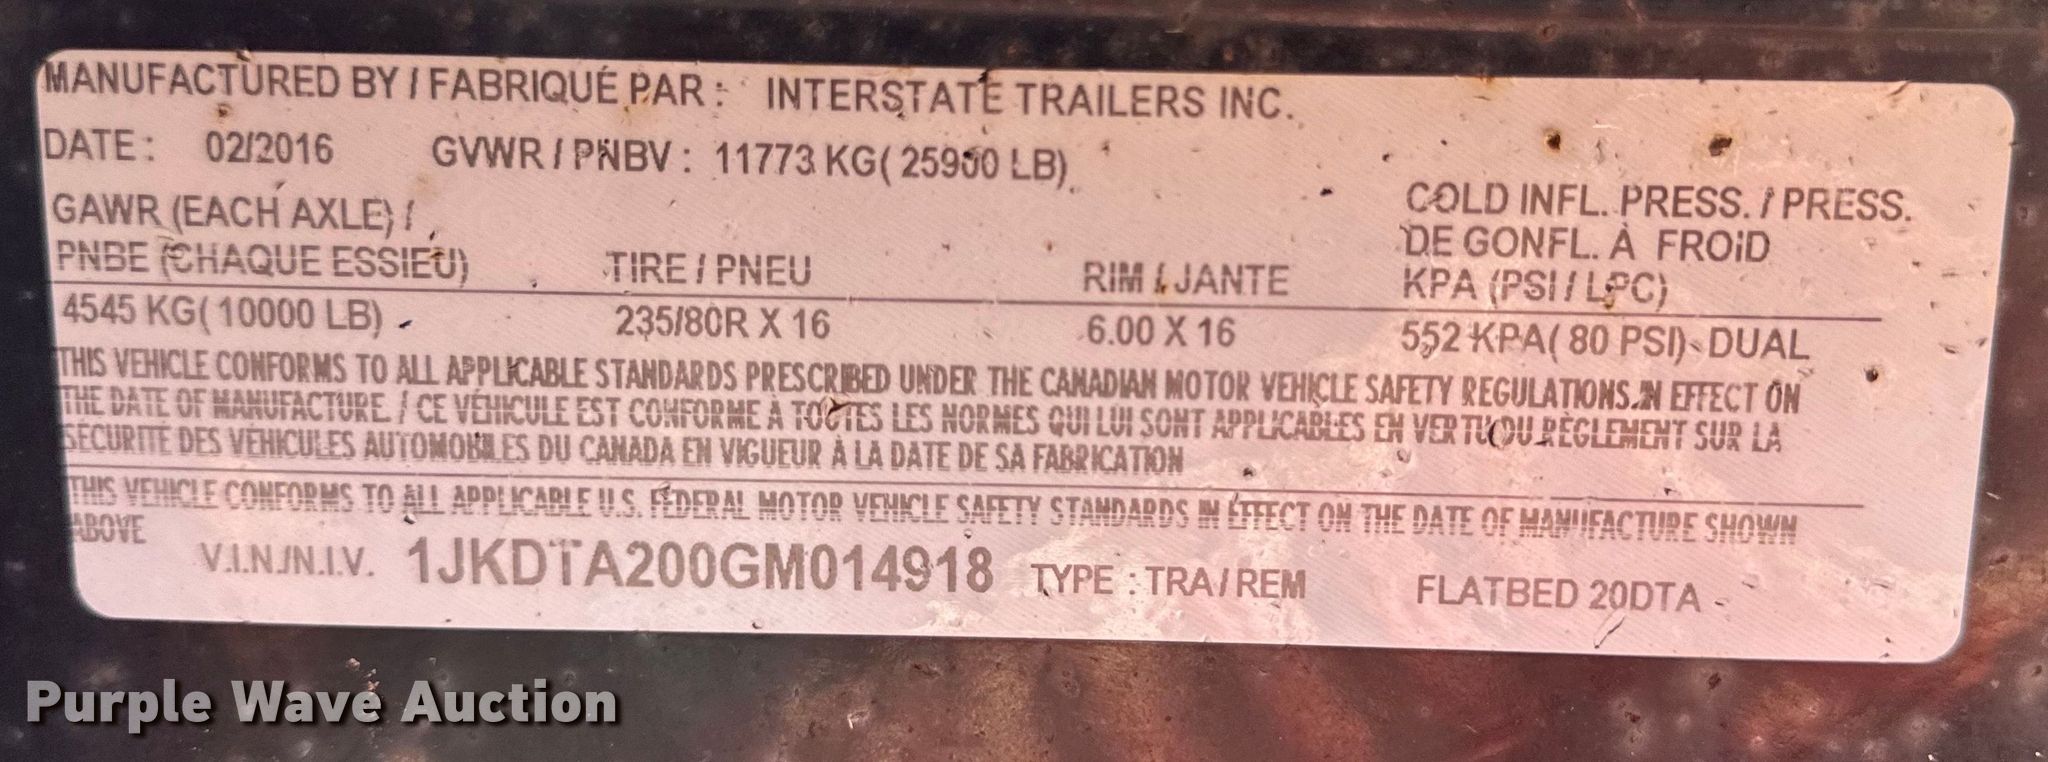 MANUFACTURED BY / FABRIQUÉ PAR : INTERSTATE TRAILERS INC.
DATE : 02/2016 GVWR / PNBV : 11773 KG( 25900 LB)
GAWR (EACH AXLE) /
PNBE (CHAQUE ESSIEU) TIRE / PNEU RIM / JANTE
COLD INFL. PRESS. / PRESS.
DE GONFL. À FROID
KPA (PSI / LPC)
4545 KG( 10000 LB) 235/80R X 16 6.00 X 16 552 KPA( 80 PSI) DUAL
THIS VEHICLE CONFORMS TO ALL APPLICABLE STANDARDS PRESCRIBED UNDER THE CANADIAN MOTOR VEHICLE SAFETY REGULATIONS IN EFFECT ON
THE DATE OF MANUFACTURE. / CE VÉHICULE EST CONFORME À TOUTES LES NORMES QUI LUI SONT APPLICABLES EN VERTU DU RÈGLEMENT SUR LA
SÉCURITÉ DES VÉHICULES AUTOMOBILES DU CANADA EN VIGUEUR À LA DATE DE SA FABRICATION
THIS VEHICLE CONFORMS TO ALL APPLICABLE U.S. FEDERAL MOTOR VEHICLE SAFETY STANDARDS IN EFFECT ON THE DATE OF MANUFACTURE SHOWN
ABOVE
V.I.N./N.I.V. 1JKDTA200GM014918 TYPE : TRA / REM FLATBED 20DTA
Purple Wave Auction